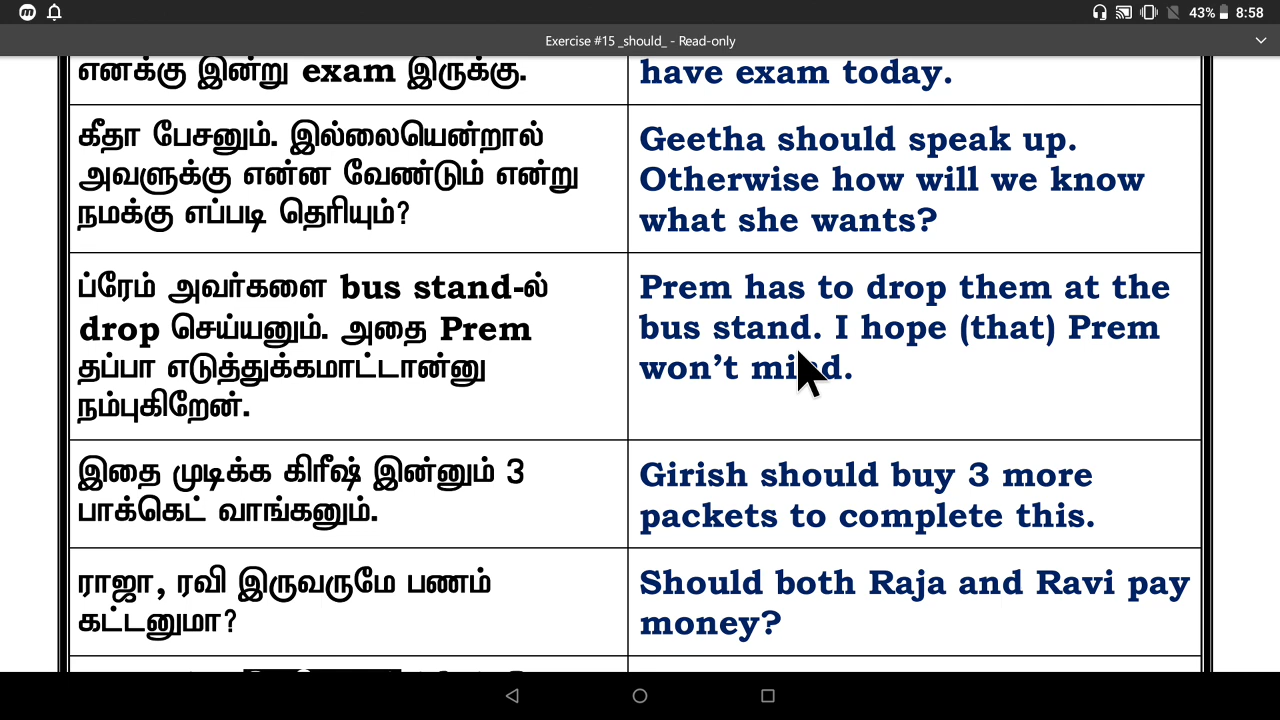 43% 8:58
Exercise #15 _should_ - Read-only
எனக்கு இன்று exam இருக்கு.
have exam today.
கீதா பேசனும். இல்லையென்றால்
அவளுக்கு என்ன வேண்டும் என்று
நமக்கு எப்படி தெரியும்?
Geetha should speak up.
Otherwise how will we know
what she wants?
ப்ரேம் அவர்களை bus stand-ல்
drop செய்யனும். அதை Prem
தப்பா எடுத்துக்கமாட்டான்னு
நம்புகிறேன்.
Prem has to drop them at the
bus stand. I hope (that) Prem
won’t mind.
இதை முடிக்க கிரீஷ் இன்னும் 3
பாக்கெட் வாங்கனும்.
Girish should buy 3 more
packets to complete this.
ராஜா, ரவி இருவருமே பணம்
கட்டனுமா?
Should both Raja and Ravi pay
money?